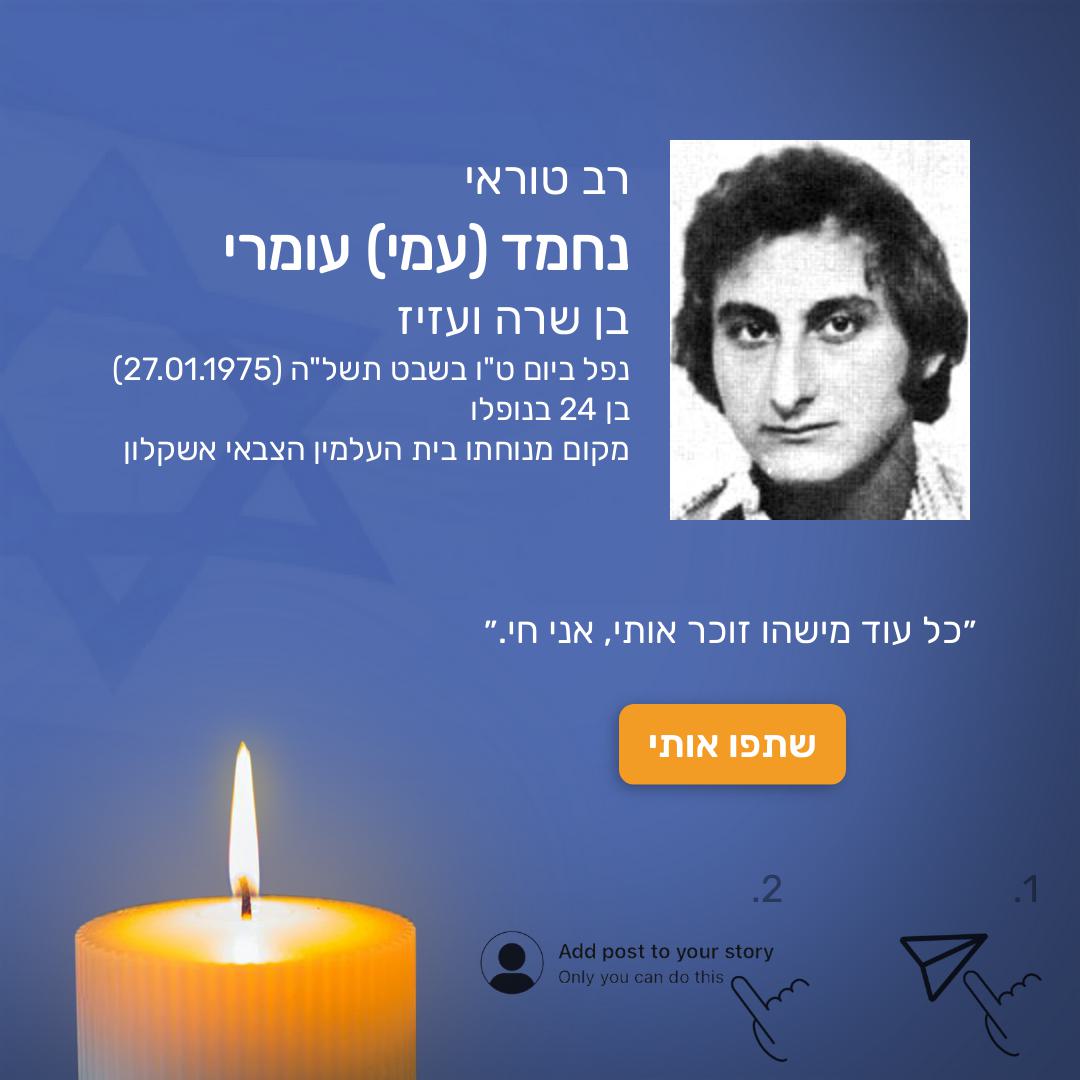 רב טוראי
נחמד (עמי) עומרי
בן שרה ועזיז
נפל ביום ט"ו בשבט תשל"ה (27.01.1975)
בן 24 בנופלו
מקום מנוחתו בית העלמין הצבאי אשקלון
״כל עוד מישהו זוכר אותי, אני חי.״
שתפו אותי
1.
2.
Add post to your story
Only you can do this